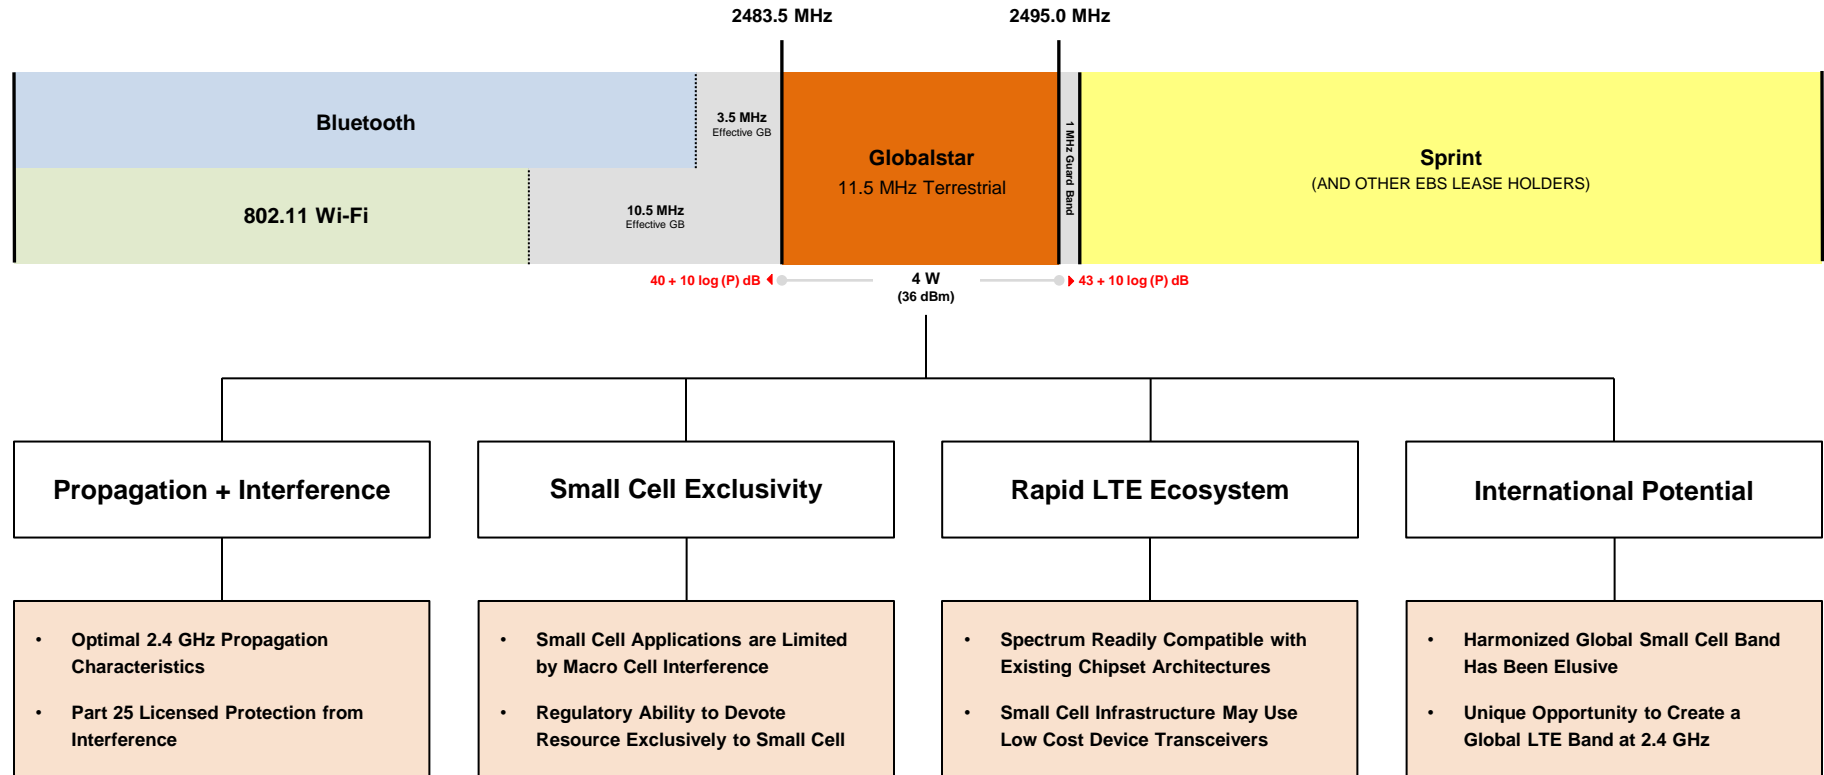 2483.5 MHz
2495.0 MHz
Bluetooth
3.5 MHz
Effective GB
802.11 Wi-Fi
10.5 MHz
Effective GB
Globalstar
11.5 MHz Terrestrial
1 MHz Guard Band
Sprint
(AND OTHER EBS LEASE HOLDERS)
40 + 10 log (P) dB
4 W
(36 dBm)
43 + 10 log (P) dB
Propagation + Interference
Small Cell Exclusivity
Rapid LTE Ecosystem
International Potential
• Optimal 2.4 GHz Propagation
Characteristics
• Part 25 Licensed Protection from
Interference
• Small Cell Applications are Limited
by Macro Cell Interference
• Regulatory Ability to Devote
Resource Exclusively to Small Cell
• Spectrum Readily Compatible with
Existing Chipset Architectures
• Small Cell Infrastructure May Use
Low Cost Device Transceivers
• Harmonized Global Small Cell Band
Has Been Elusive
• Unique Opportunity to Create a
Global LTE Band at 2.4 GHz